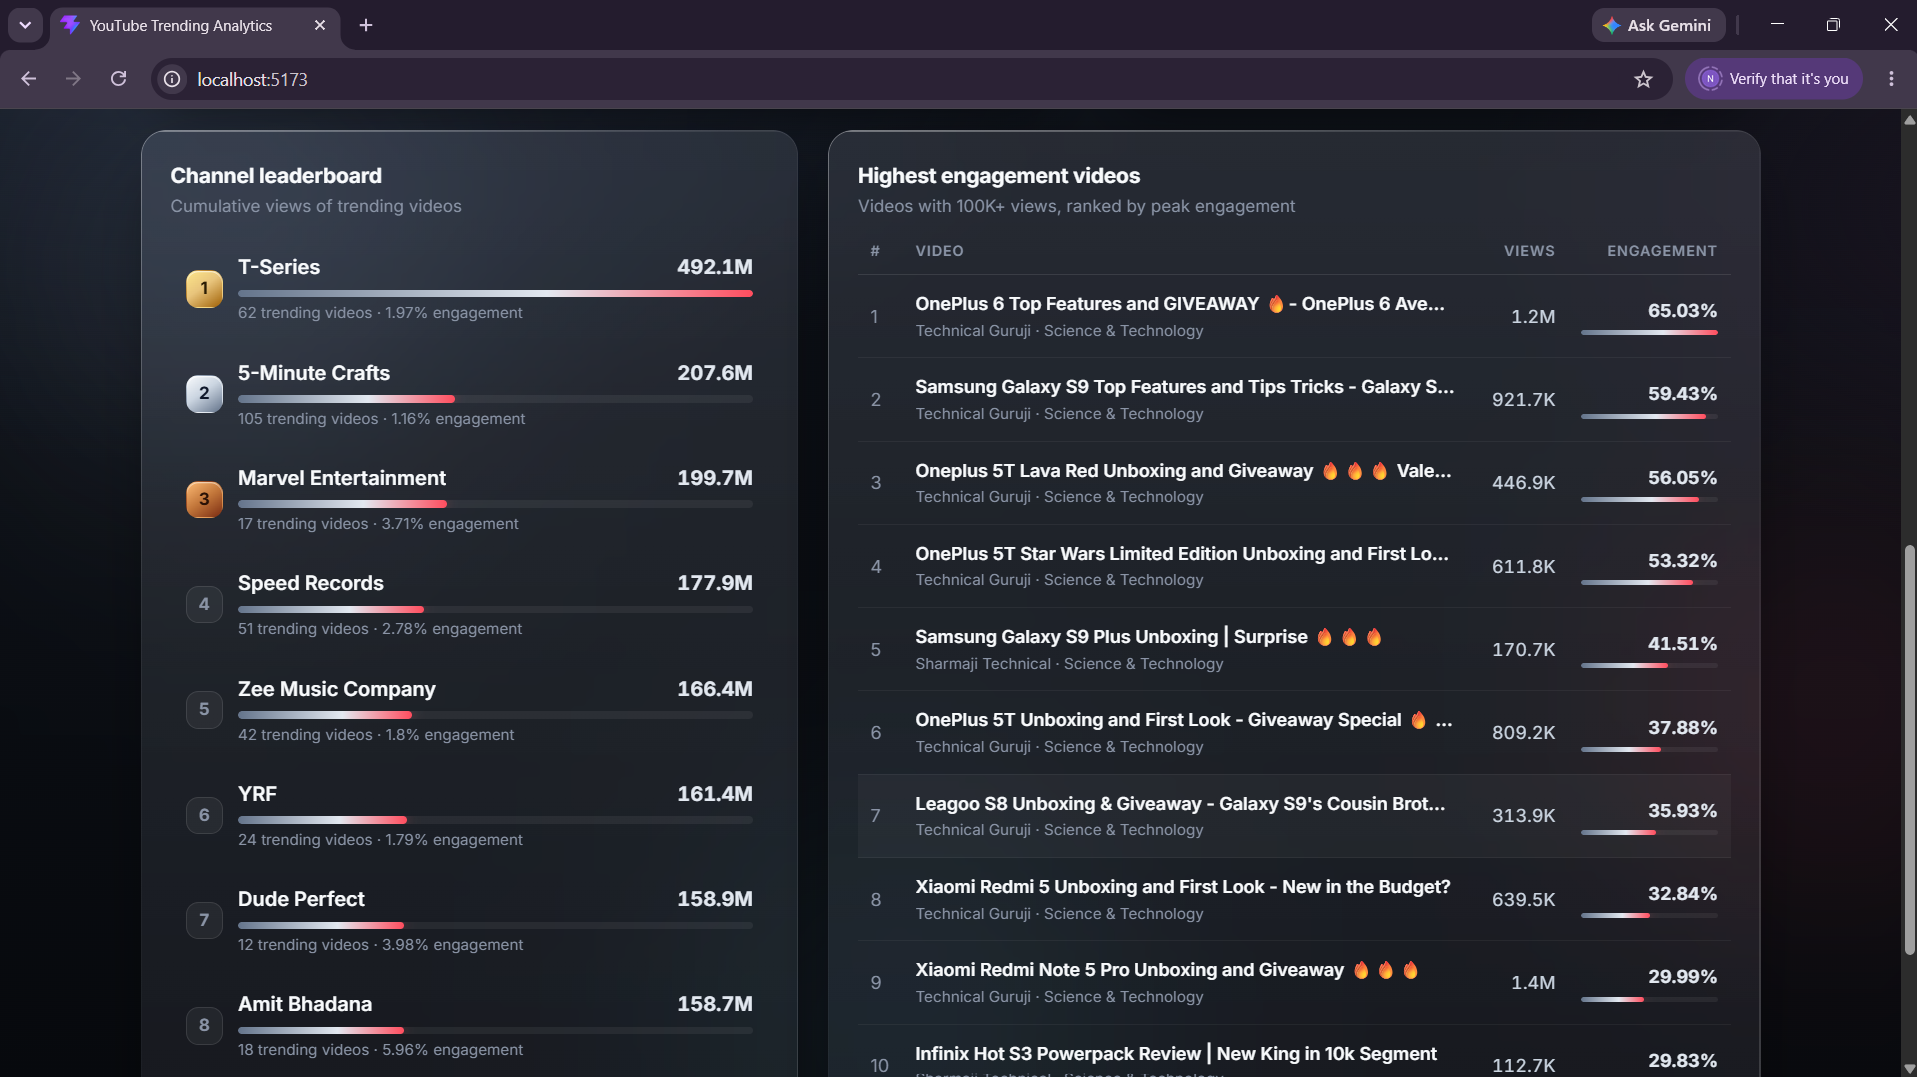 YouTube Trending Analytics
Ask Gemini
localhost:5173
N
Verify that it's you
Channel leaderboard
Cumulative views of trending videos
1
T-Series
492.1M
62 trending videos · 1.97% engagement
2
5-Minute Crafts
207.6M
105 trending videos · 1.16% engagement
3
Marvel Entertainment
199.7M
17 trending videos · 3.71% engagement
4
Speed Records
177.9M
51 trending videos · 2.78% engagement
5
Zee Music Company
166.4M
42 trending videos · 1.8% engagement
6
YRF
161.4M
24 trending videos · 1.79% engagement
7
Dude Perfect
158.9M
12 trending videos · 3.98% engagement
8
Amit Bhadana
158.7M
18 trending videos · 5.96% engagement
Highest engagement videos
Videos with 100K+ views, ranked by peak engagement
# VIDEO VIEWS ENGAGEMENT
1 OnePlus 6 Top Features and GIVEAWAY 🔥 - OnePlus 6 Ave... 1.2M 65.03%
Technical Guruji · Science & Technology
2 Samsung Galaxy S9 Top Features and Tips Tricks - Galaxy S... 921.7K 59.43%
Technical Guruji · Science & Technology
3 Oneplus 5T Lava Red Unboxing and Giveaway 🔥 🔥 🔥 Vale... 446.9K 56.05%
Technical Guruji · Science & Technology
4 OnePlus 5T Star Wars Limited Edition Unboxing and First Lo... 611.8K 53.32%
Technical Guruji · Science & Technology
5 Samsung Galaxy S9 Plus Unboxing | Surprise 🔥 🔥 🔥 170.7K 41.51%
Sharmaji Technical · Science & Technology
6 OnePlus 5T Unboxing and First Look - Giveaway Special 🔥 ... 809.2K 37.88%
Technical Guruji · Science & Technology
7 Leagoo S8 Unboxing & Giveaway - Galaxy S9's Cousin Brot... 313.9K 35.93%
Technical Guruji · Science & Technology
8 Xiaomi Redmi 5 Unboxing and First Look - New in the Budget? 639.5K 32.84%
Technical Guruji · Science & Technology
9 Xiaomi Redmi Note 5 Pro Unboxing and Giveaway 🔥 🔥 🔥 1.4M 29.99%
Technical Guruji · Science & Technology
10 Infinix Hot S3 Powerpack Review | New King in 10k Segment 112.7K 29.83%